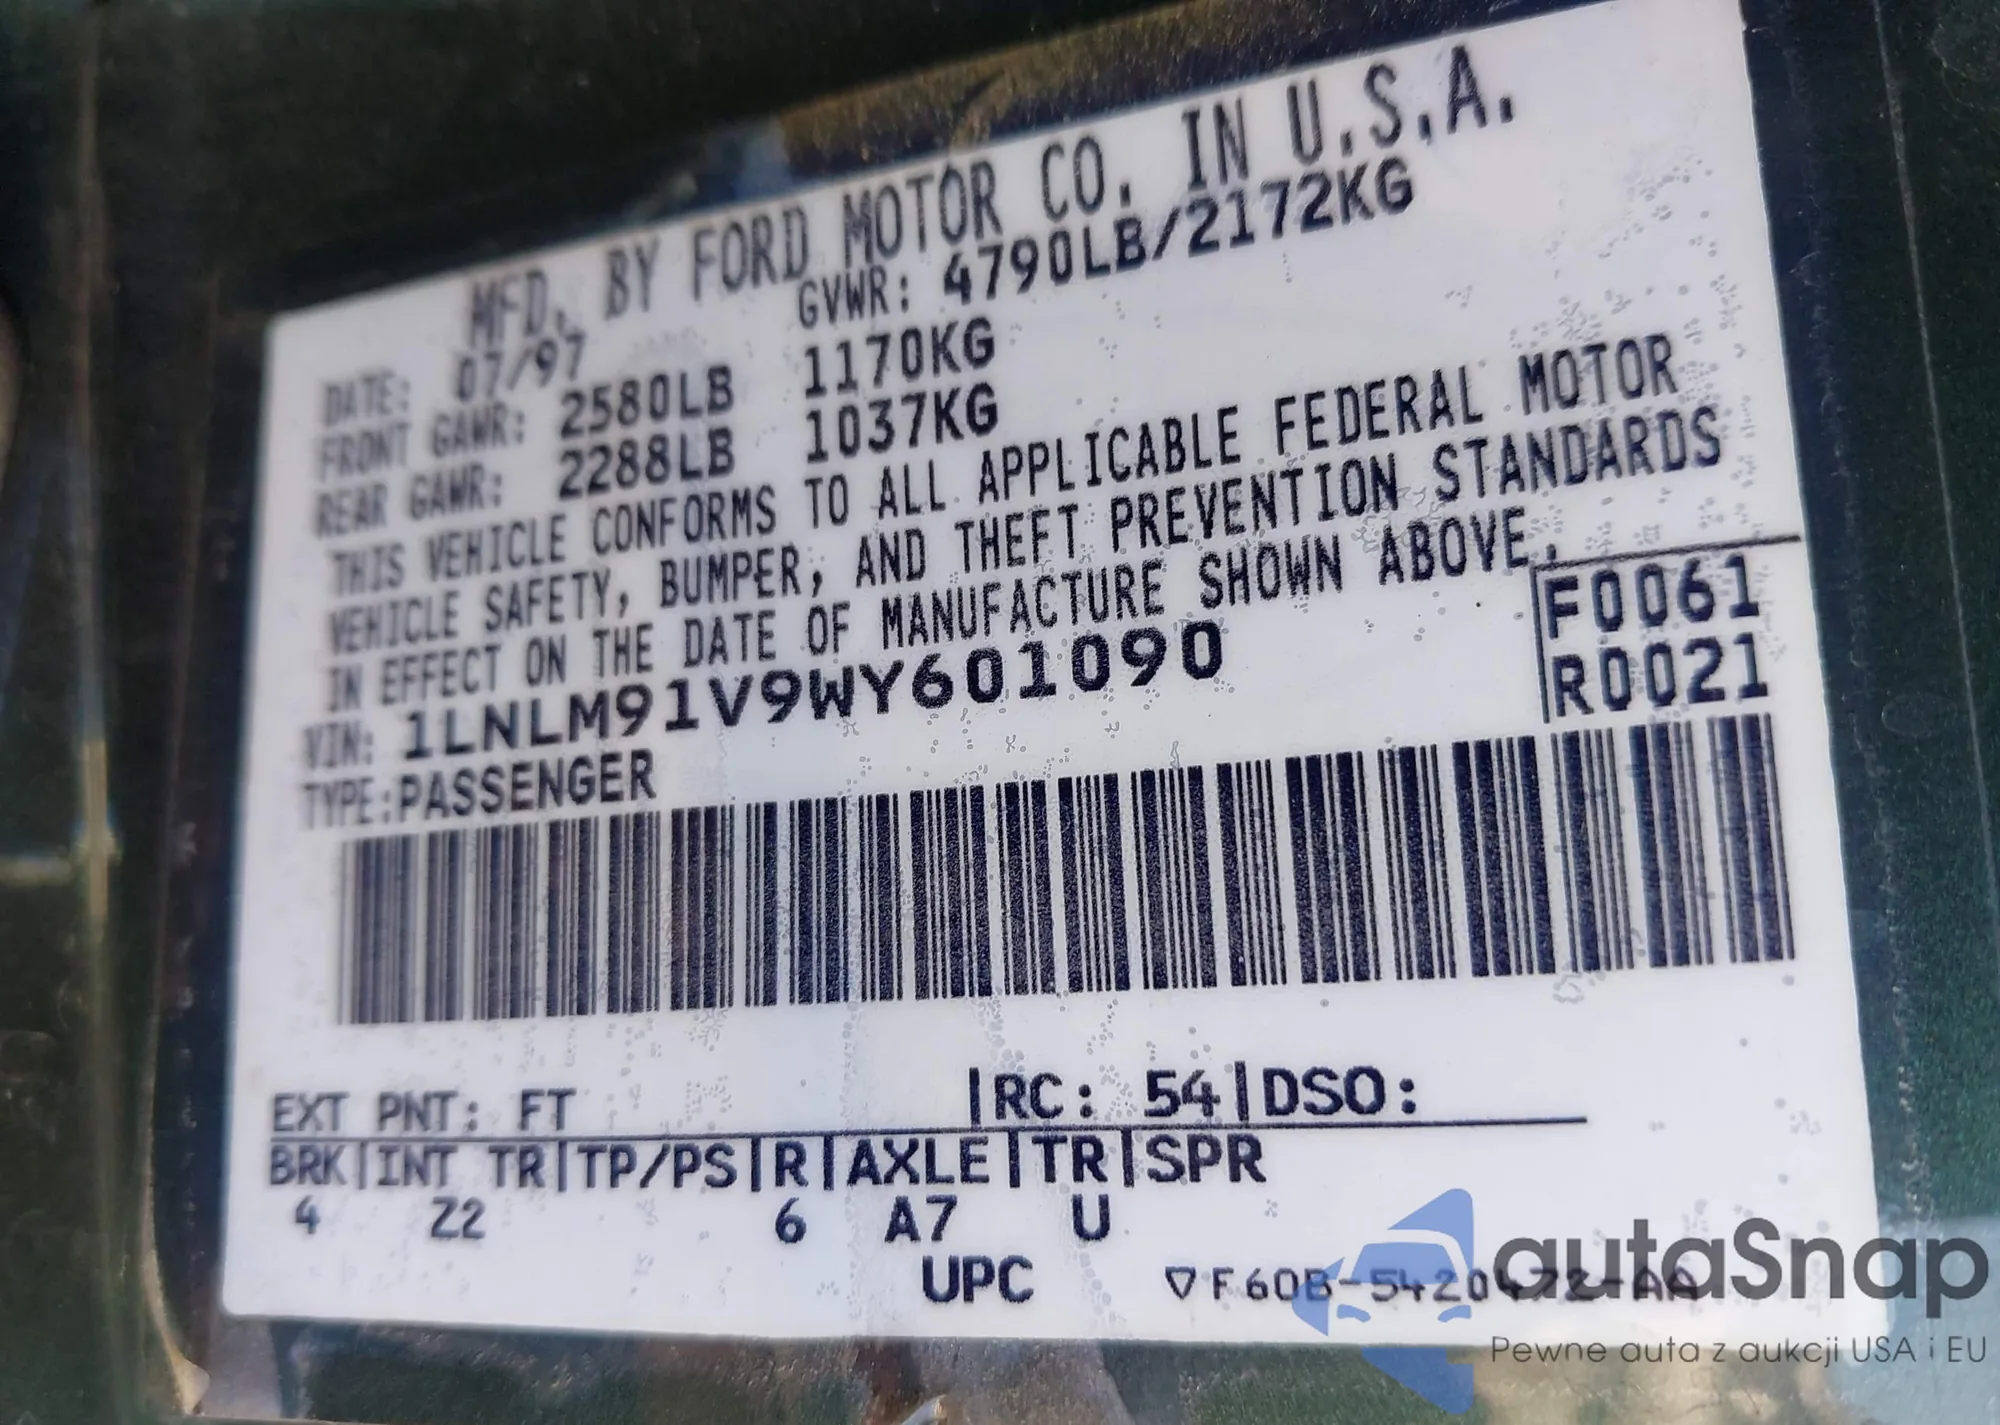 MFD. BY FORD MOTOR CO. IN U.S.A.
DATE: 07/97 GVWR: 4790LB/2172KG
FRONT GAWR: 2580LB 1170KG
REAR GAWR: 2288LB 1037KG
THIS VEHICLE CONFORMS TO ALL APPLICABLE FEDERAL MOTOR
VEHICLE SAFETY, BUMPER, AND THEFT PREVENTION STANDARDS
IN EFFECT ON THE DATE OF MANUFACTURE SHOWN ABOVE.
VIN: 1LNLM91V9WY601090
F0061
TYPE:PASSENGER
R0021
EXT PNT: FT |RC: 54|DSO:
BRK|INT TR|TP/PS|R|AXLE|TR|SPR
4 Z2 6 A7 U
UPC ▽F60B-5420472-AA
autaSnap
Pewne auta z aukcji USA i EU